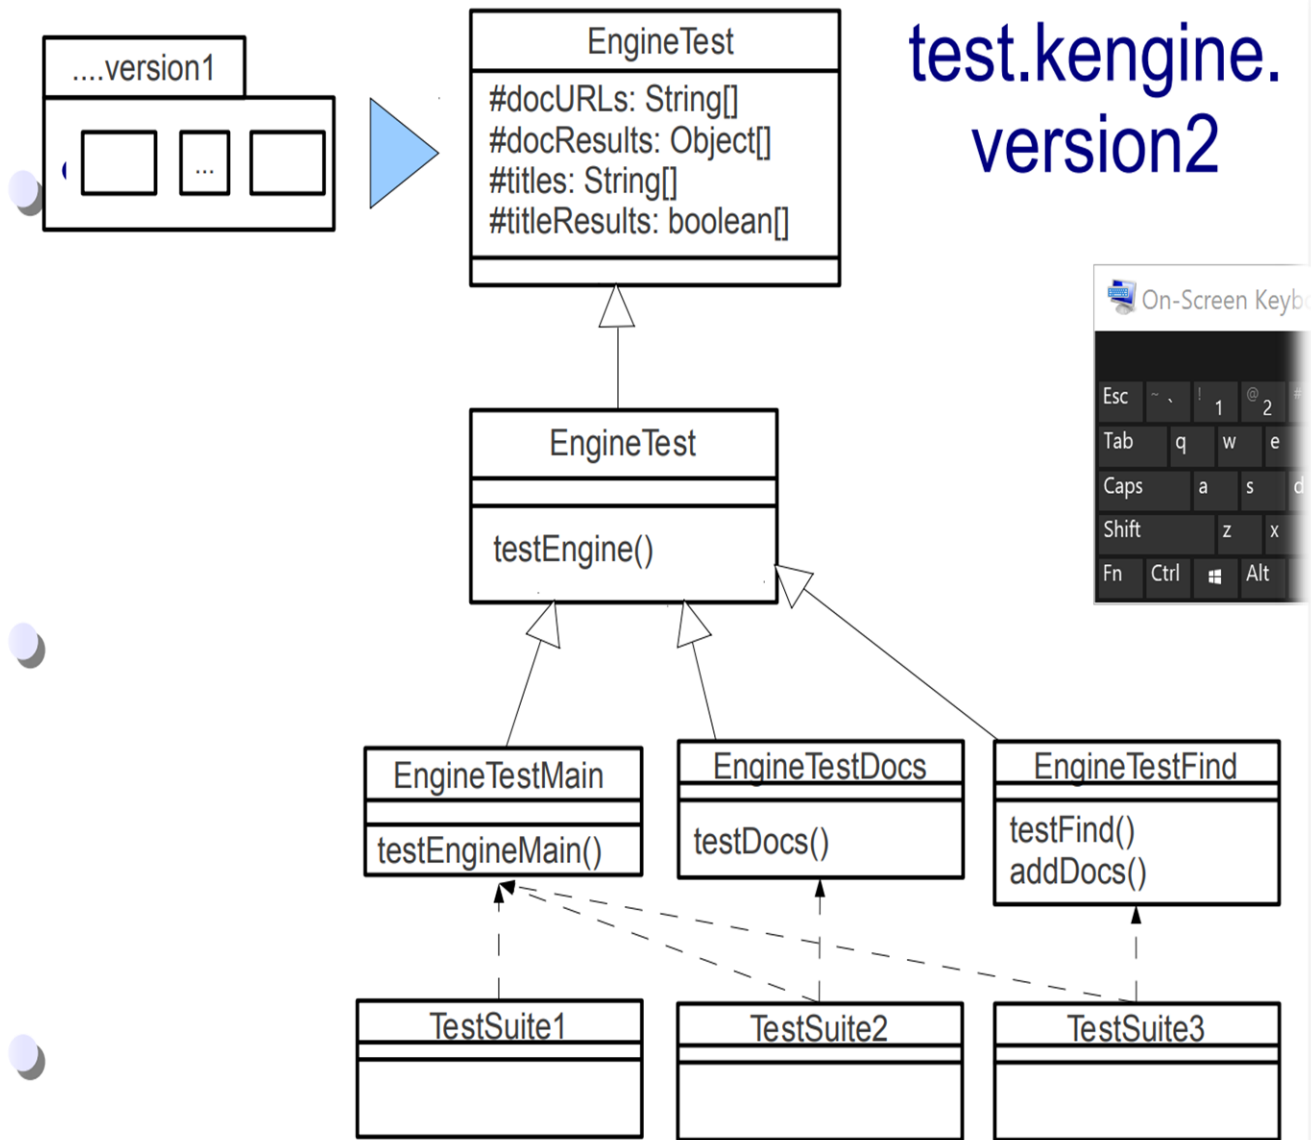 ....version1
...
EngineTest
#docURLs: String[]
#docResults: Object[]
#titles: String[]
#titleResults: boolean[]
test.kengine.
version2
On-Screen
Esc ~ ` ! 1 @ 2 #
Tab q w e
Caps a s d
Shift z x
Fn Ctrl Alt
EngineTest
testEngine()
EngineTestMain
testEngineMain()
EngineTestDocs
testDocs()
EngineTestFind
testFind()
addDocs()
TestSuite1
TestSuite2
TestSuite3